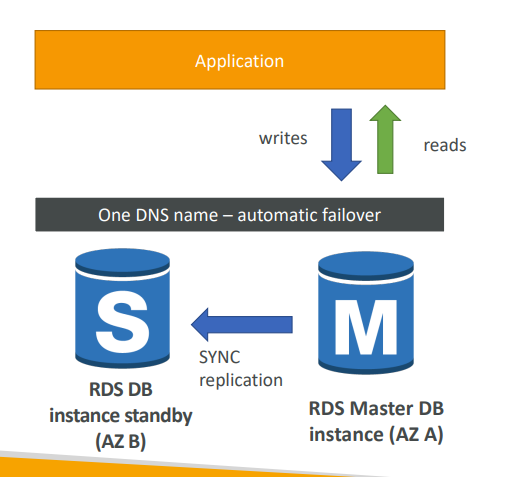 Application
writes
reads
One DNS name – automatic failover
S
M
SYNC
replication
RDS DB
instance standby
(AZ B)
RDS Master DB
instance (AZ A)